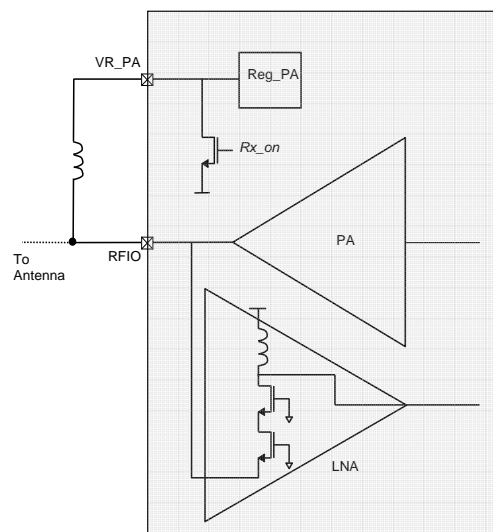 VR_PA
Reg_PA
Rx_on
PA
RFIO
To
Antenna
LNA